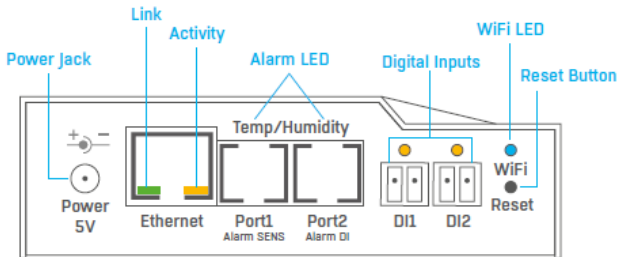 Link
Activity
Power Jack
Alarm LED
Digital Inputs
WiFi LED
Reset Button
+ −
Temp/Humidity
WiFi
Reset
Power
5V
Ethernet
Port1
Alarm SENS
Port2
Alarm DI
DI1
DI2